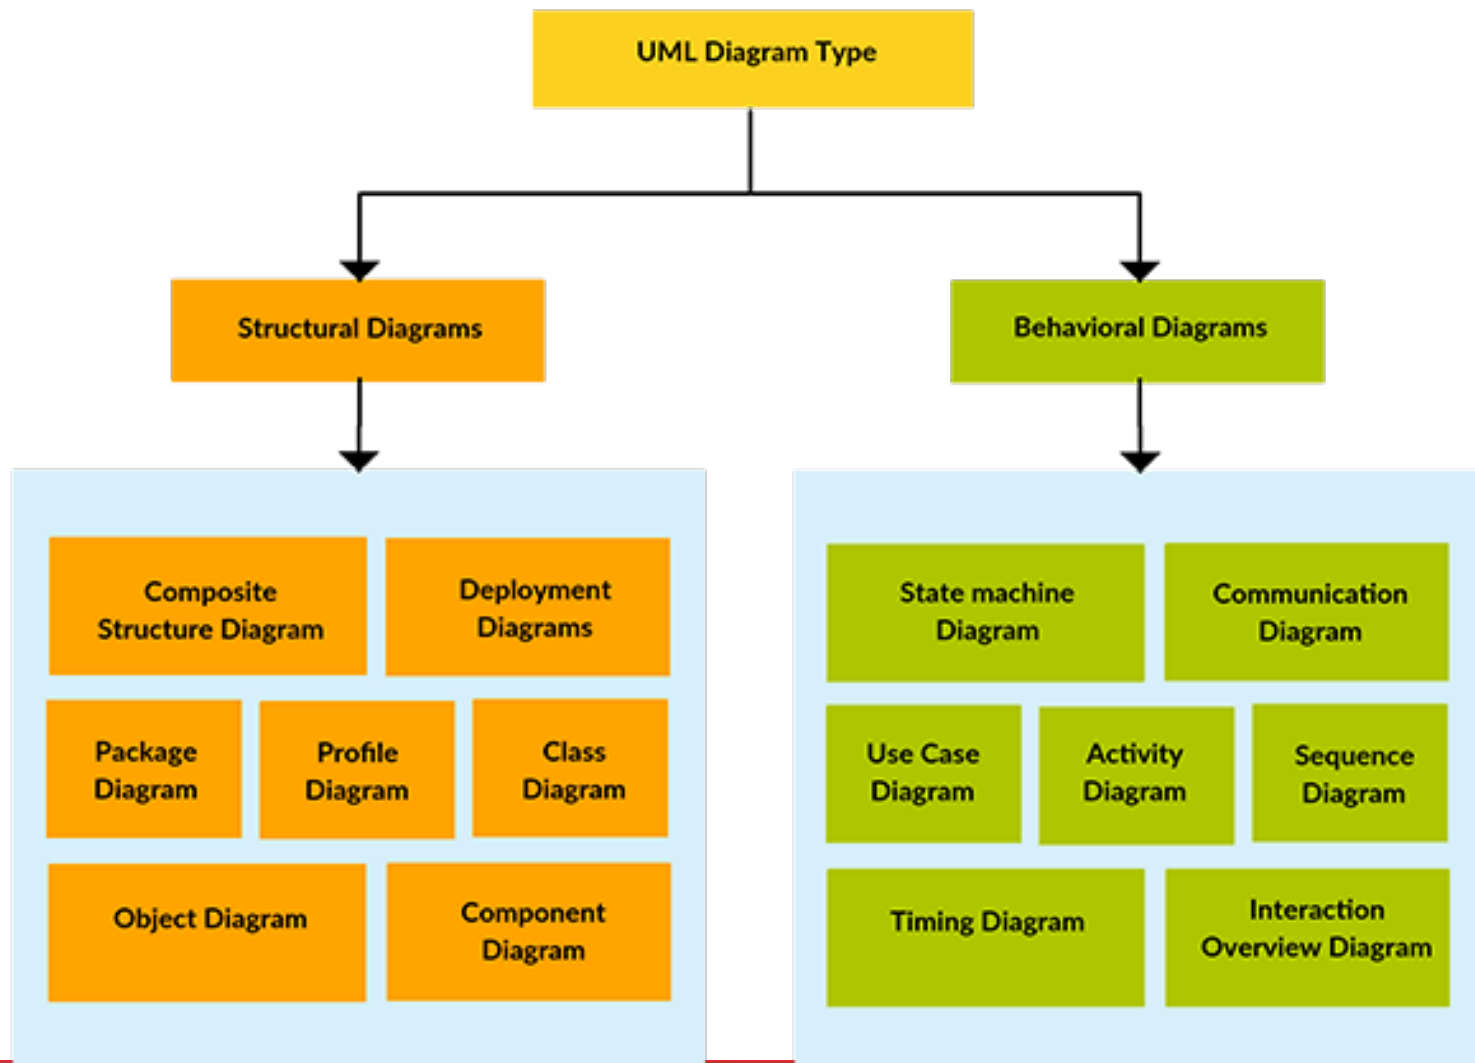 UML Diagram Type
Structural Diagrams
Behavioral Diagrams
Composite
Structure Diagram
Deployment
Diagrams
Package
Diagram
Profile
Diagram
Class
Diagram
Object Diagram
Component
Diagram
State machine
Diagram
Communication
Diagram
Use Case
Diagram
Activity
Diagram
Sequence
Diagram
Timing Diagram
Interaction
Overview Diagram